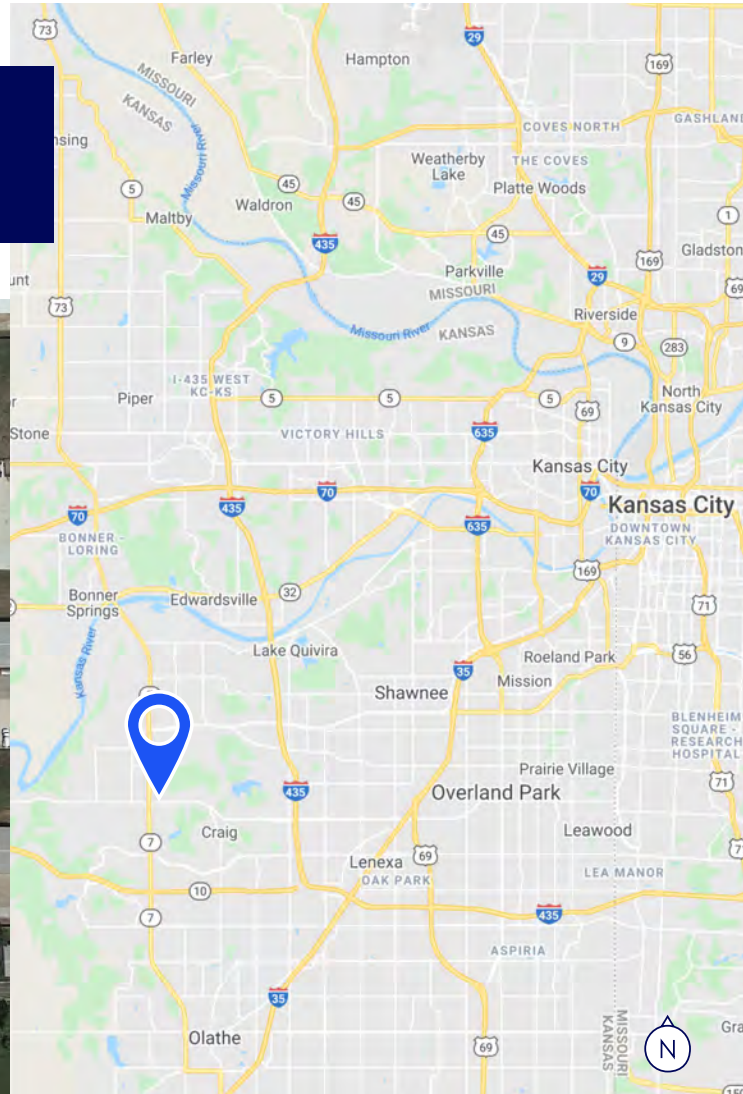 73
Farley
Hampton
29
169
MISSOURI
KANSAS
COVES NORTH
GASHLAND
nsing
Missouri River
Weatherby
Lake
THE COVES
Platte Woods
5
45
45
Maltby
Waldron
1
45
435
169
Gladston
unt
Parkville
MISSOURI
29
69
73
Riverside
Missouri River
KANSAS
9
283
I-435 WEST
KC-KS
Piper
5
5
5
69
North
Kansas City
Stone
VICTORY HILLS
635
Kansas City
70
70
435
70
635
Kansas City
DOWNTOWN
KANSAS CITY
BONNER -
LORING
169
Bonner
Springs
Edwardsville
32
71
Kansas River
Lake Quivira
Roeland Park
56
35
Mission
Shawnee
BLENHEIM
SQUARE -
RESEARCH
HOSPITAL
Prairie Village
71
435
Overland Park
7
Craig
Leawood
Lenexa
69
OAK PARK
LEA MANOR
10
7
435
ASPIRIA
35
Olathe
69
MISSOURI
KANSAS
N
Gra